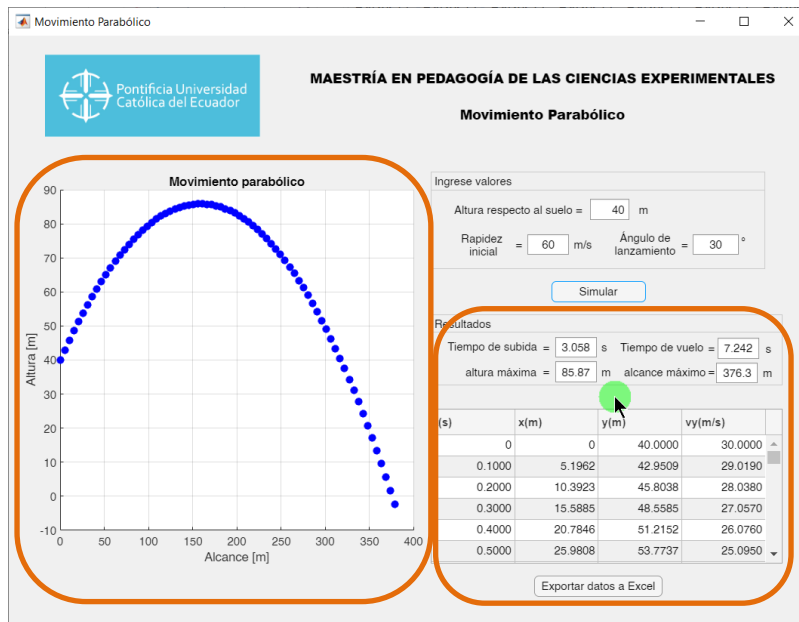 Movimiento Parabólico
Pontificia Universidad
Católica del Ecuador
MAESTRÍA EN PEDAGOGÍA DE LAS CIENCIAS EXPERIMENTALES
Movimiento Parabólico
Movimiento parabólico
90
80
70
60
50
40
30
20
10
0
-10
Altura [m]
0 50 100 150 200 250 300 350 400
Alcance [m]
Ingrese valores
Altura respecto al suelo = 40 m
Rapidez inicial = 60 m/s Ángulo de lanzamiento = 30 °
Simular
Resultados
Tiempo de subida = 3.058 s Tiempo de vuelo = 7.242 s
altura máxima = 85.87 m alcance máximo = 376.3 m
(s) x(m) y(m) vy(m/s)
0 0 40.0000 30.0000
0.1000 5.1962 42.9509 29.0190
0.2000 10.3923 45.8038 28.0380
0.3000 15.5885 48.5585 27.0570
0.4000 20.7846 51.2152 26.0760
0.5000 25.9808 53.7737 25.0950
Exportar datos a Excel